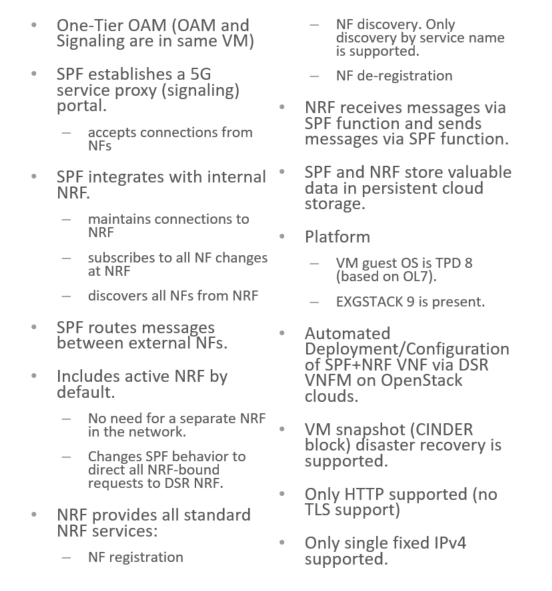 • One-Tier OAM (OAM and
Signaling are in same VM)
• SPF establishes a 5G
service proxy (signaling)
portal.
– accepts connections from
NFs
• SPF integrates with internal
NRF.
– maintains connections to
NRF
– subscribes to all NF changes
at NRF
– discovers all NFs from NRF
• SPF routes messages
between external NFs.
• Includes active NRF by
default.
– No need for a separate NRF
in the network.
– Changes SPF behavior to
direct all NRF-bound
requests to DSR NRF.
• NRF provides all standard
NRF services:
– NF registration
– NF discovery. Only
discovery by service name
is supported.
– NF de-registration
• NRF receives messages via
SPF function and sends
messages via SPF function.
• SPF and NRF store valuable
data in persistent cloud
storage.
• Platform
– VM guest OS is TPD 8
(based on OL7).
– EXGSTACK 9 is present.
• Automated
Deployment/Configuration
of SPF+NRF VNF via DSR
VNFM on OpenStack
clouds.
• VM snapshot (CINDER
block) disaster recovery is
supported.
• Only HTTP supported (no
TLS support)
• Only single fixed IPv4
supported.